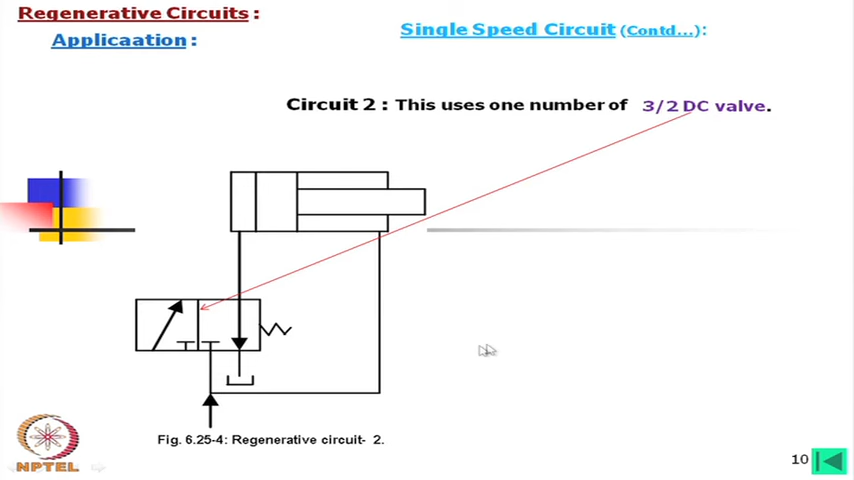 Regenerative Circuits :
Applicaation :
Single Speed Circuit (Contd...):
Circuit 2 : This uses one number of 3/2 DC valve.
Fig. 6.25-4: Regenerative circuit- 2.
NPTEL
10